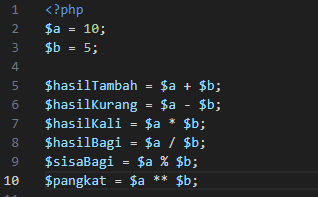 1 <?php
2 $a = 10;
3 $b = 5;
4
5 $hasilTambah = $a + $b;
6 $hasilKurang = $a - $b;
7 $hasilKali = $a * $b;
8 $hasilBagi = $a / $b;
9 $sisaBagi = $a % $b;
10 $pangkat = $a ** $b;